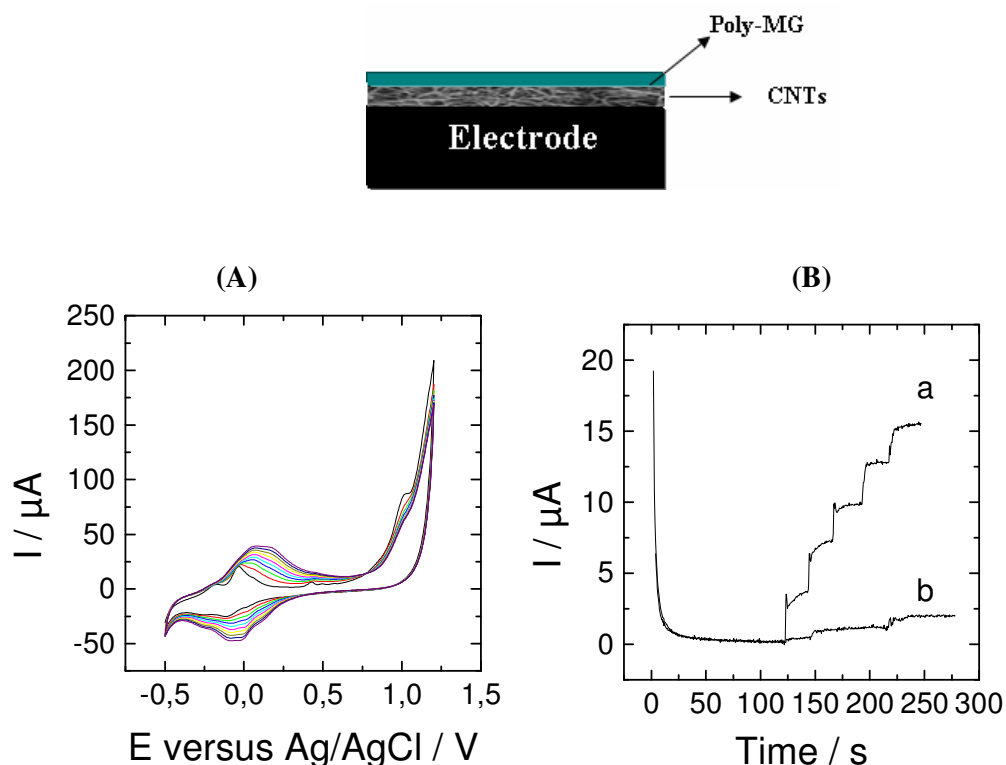 Poly-MG
CNTs
Electrode
(A)
250
200
150
100
50
0
-50
-0,5 0,0 0,5 1,0 1,5
I / µA
E versus Ag/AgCl / V
(B)
20
15
10
5
0
0 50 100 150 200 250 300
I / µA
Time / s
a
b